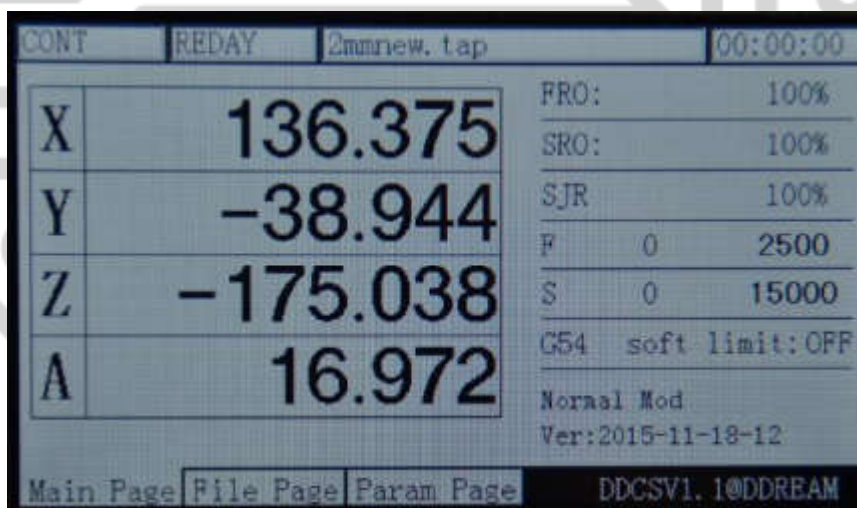 CONT REDAY 2mmnew.tap 00:00:00
X 136.375
Y -38.944
Z -175.038
A 16.972
FRO: 100%
SRO: 100%
SJR 100%
F 0 2500
S 0 15000
G54 soft limit:OFF
Normal Mod
Ver:2015-11-18-12
Main Page File Page Param Page DDCSV1.1@DDREAM